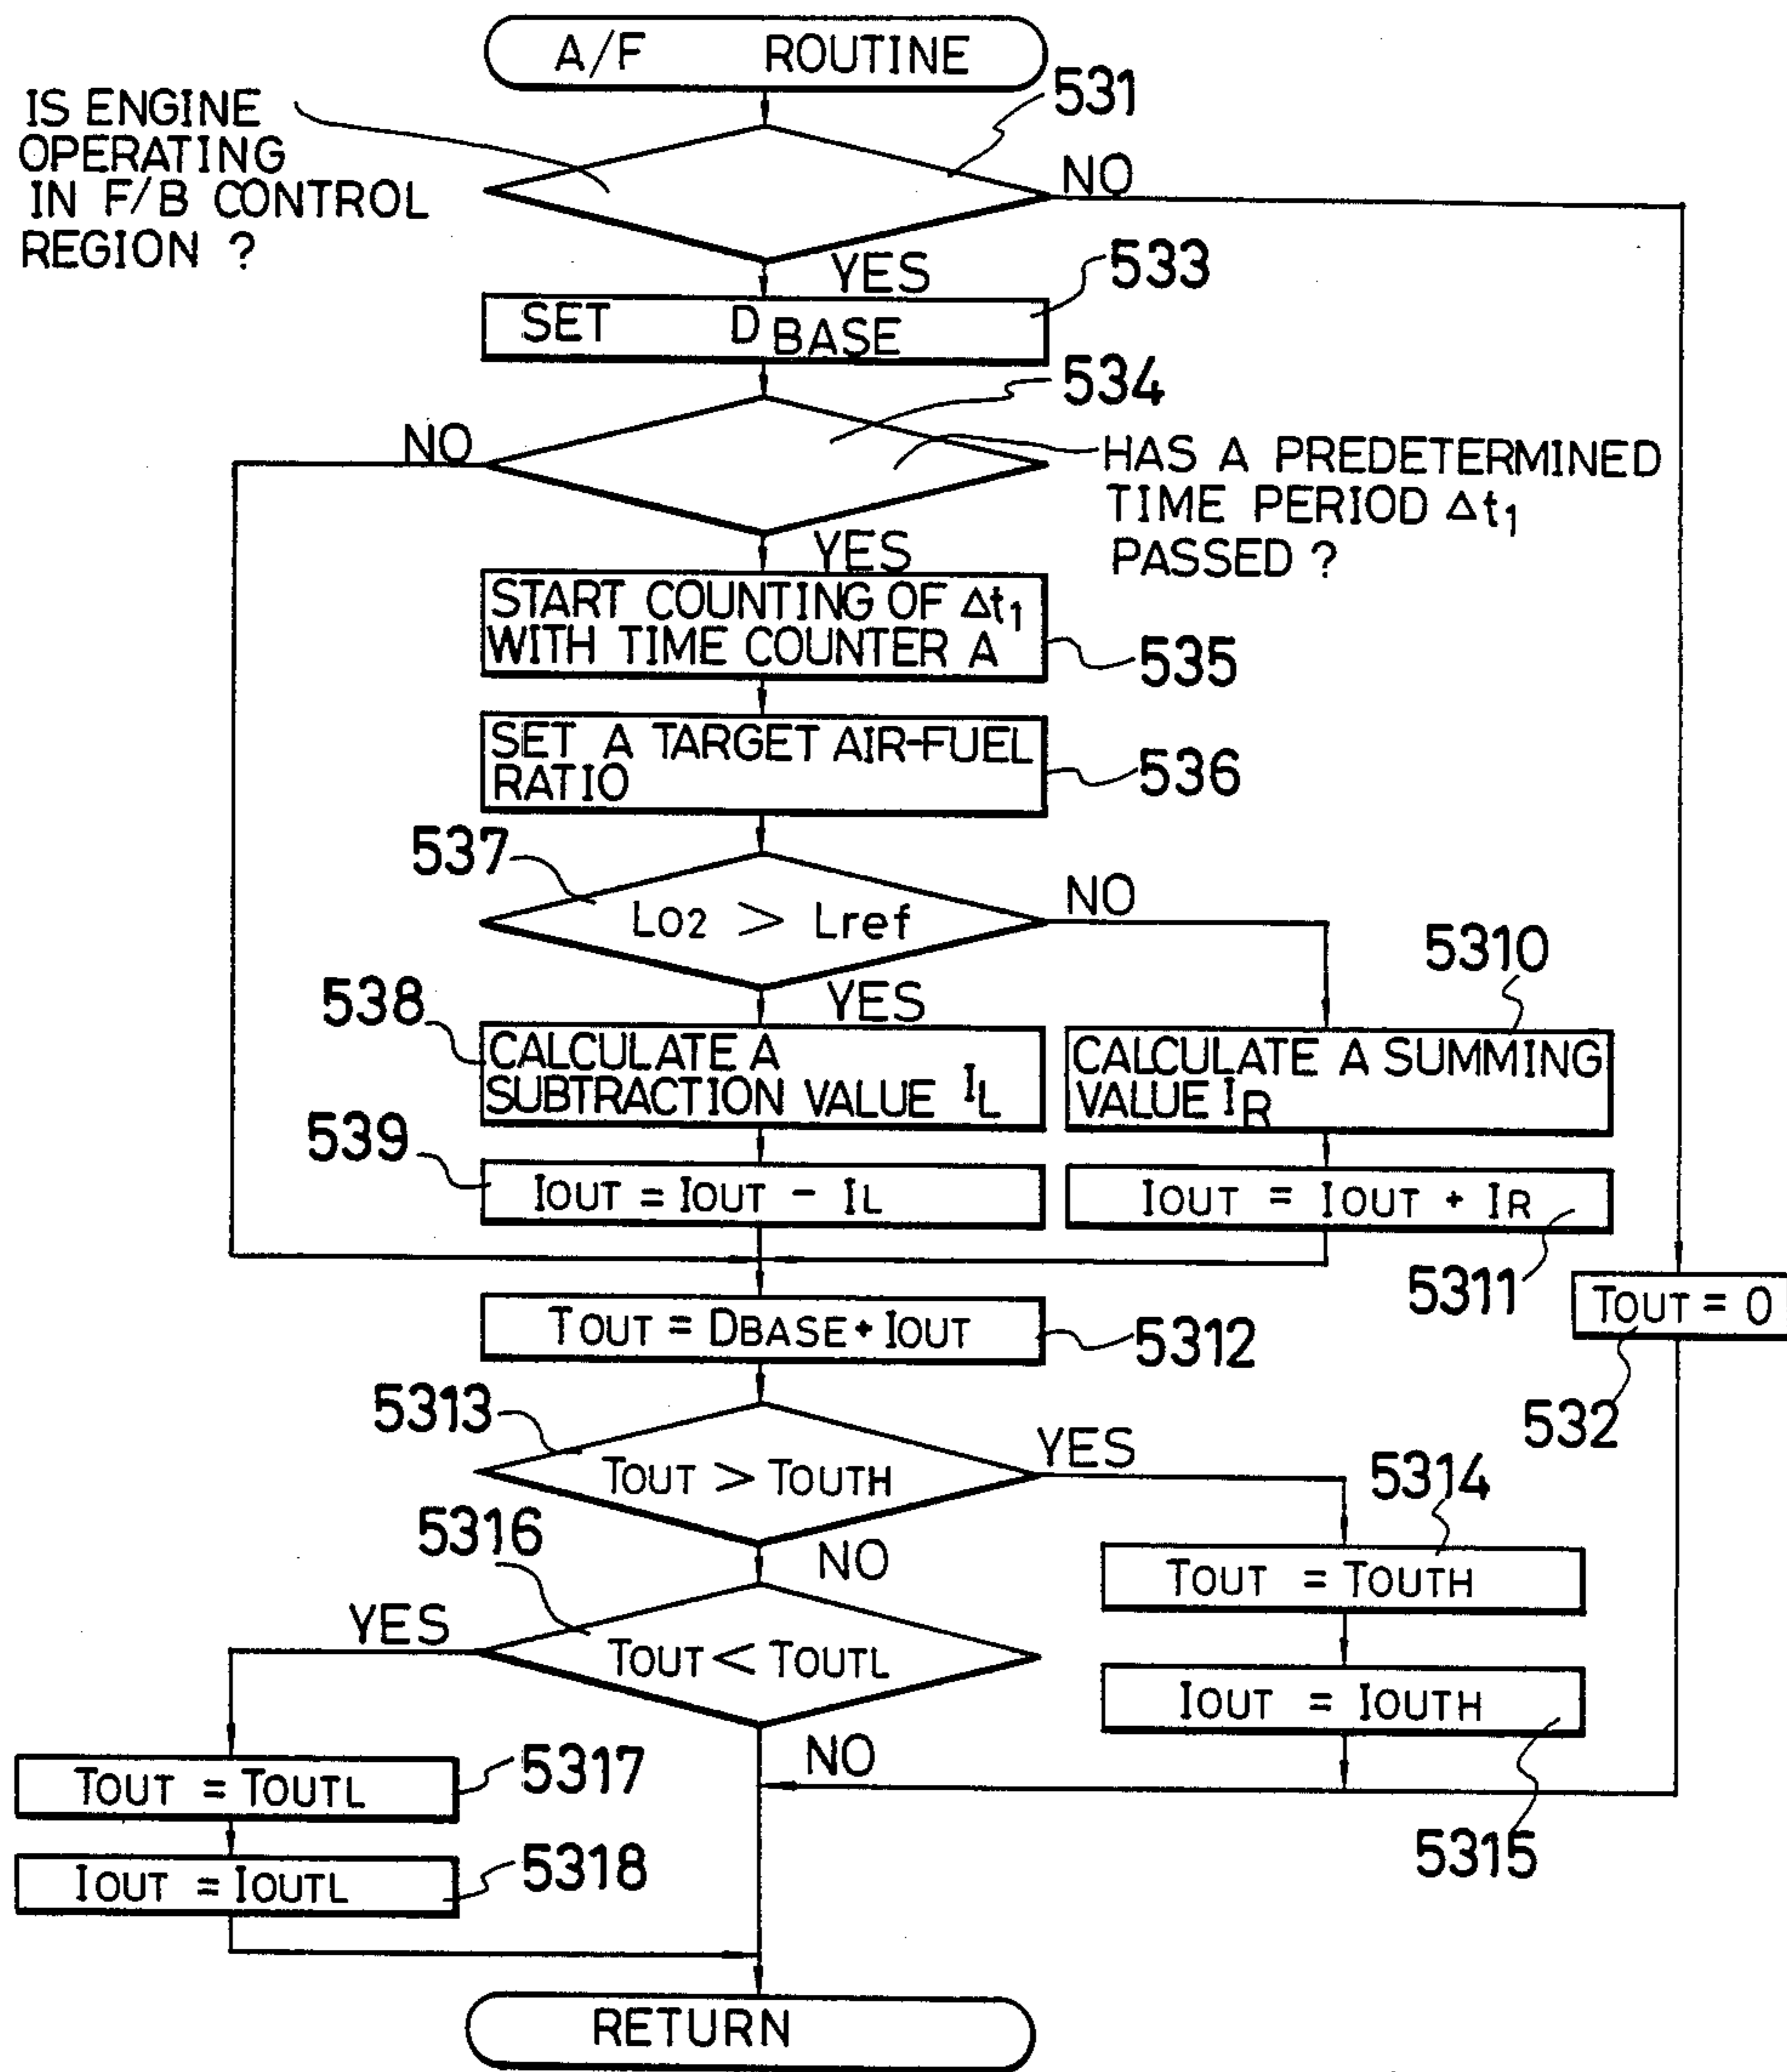 A/F ROUTINE
IS ENGINE
OPERATING
IN F/B CONTROL
REGION ?
531
NO
YES
533
SET D BASE
534
NO
HAS A PREDETERMINED
TIME PERIOD Δt1
PASSED ?
YES
START COUNTING OF Δt1
WITH TIME COUNTER A
535
SET A TARGET AIR-FUEL
RATIO
536
537
LO2 > Lref
NO
YES
5310
538
CALCULATE A
SUBTRACTION VALUE IL
CALCULATE A SUMMING
VALUE IR
539
IOUT = IOUT - IL
IOUT = IOUT + IR
5311
TOUT = 0
532
TOUT = DBASE + IOUT
5312
5313
TOUT > TOUTH
YES
NO
5314
TOUT = TOUTH
5316
YES
TOUT < TOUTL
IOUT = IOUTH
NO
5315
TOUT = TOUTL
5317
IOUT = IOUTL
5318
RETURN